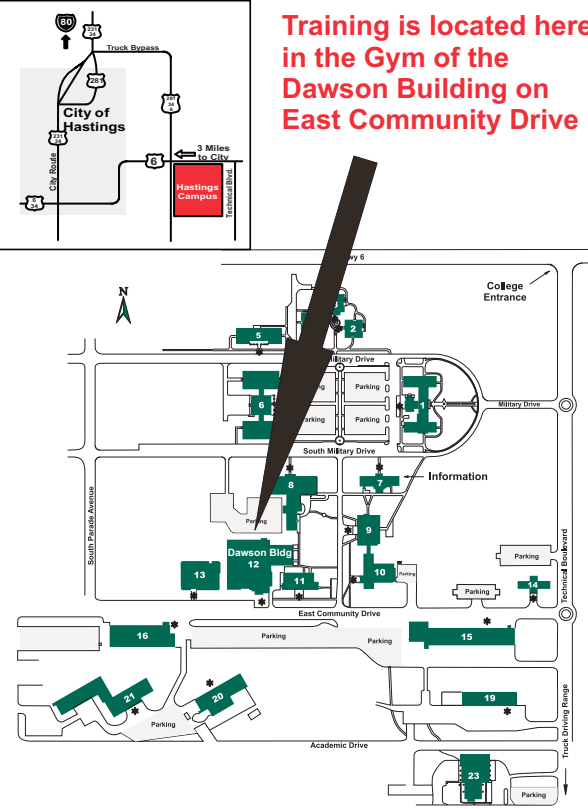 Training is located here
in the Gym of the
Dawson Building on
East Community Drive
80
231
34
Truck Bypass
281
City of
Hastings
281
34
6
231
34
City Route
3 Miles
to City
6
6
34
Hastings
Campus
Technical Blvd.
wy 6
N
College
Entrance
3
2
5
Military Drive
Parking
Parking
6
1
Military Drive
Parking
Parking
South Military Drive
8
7
Information
South Parade Avenue
Parking
9
Dawson Bldg
12
13
11
10
Parking
Parking
Parking
14
Technical Boulevard
East Community Drive
16
Parking
Parking
15
21
20
Parking
19
Academic Drive
Truck Driving Range
23
Parking